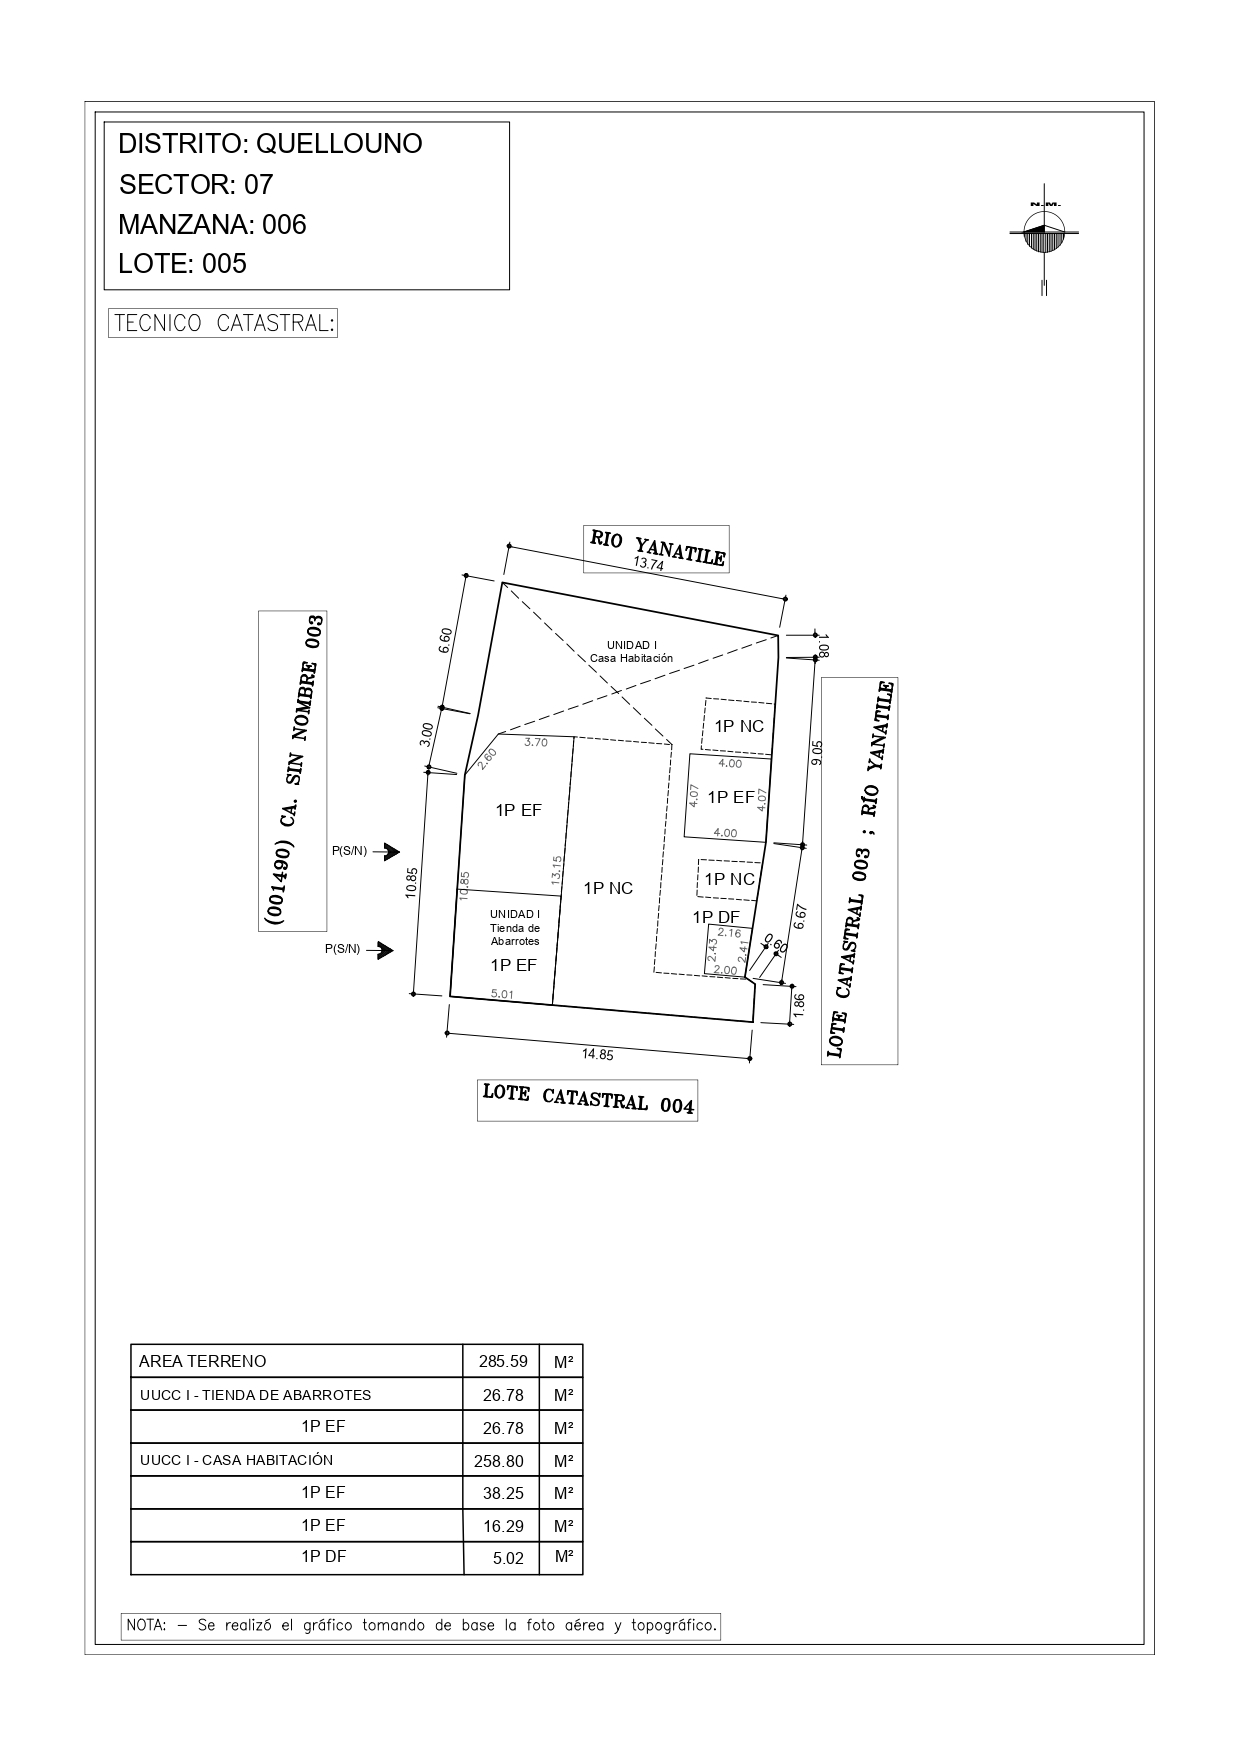 DISTRITO: QUELLOUNO
SECTOR: 07
MANZANA: 006
LOTE: 005
N.M.
TECNICO CATASTRAL:
RIO YANATILE
13.74
6.60
3.00
10.85
(001490) CA. SIN NOMBRE 003
P(S/N)
P(S/N)
UNIDAD I
Casa Habitación
1.08
9.05
6.67
0.60
1.86
LOTE CATASTRAL 003 ; RÍO YANATILE
1P NC
3.70
2.60
4.00
4.07
1P EF
4.07
4.00
1P EF
13.15
10.85
1P NC
1P NC
1P DF
2.16
2.43
2.41
2.00
UNIDAD I
Tienda de
Abarrotes
1P EF
5.01
14.85
LOTE CATASTRAL 004
AREA TERRENO 285.59 M²
UUCC I - TIENDA DE ABARROTES 26.78 M²
1P EF 26.78 M²
UUCC I - CASA HABITACIÓN 258.80 M²
1P EF 38.25 M²
1P EF 16.29 M²
1P DF 5.02 M²
NOTA: – Se realizó el gráfico tomando de base la foto aérea y topográfico.